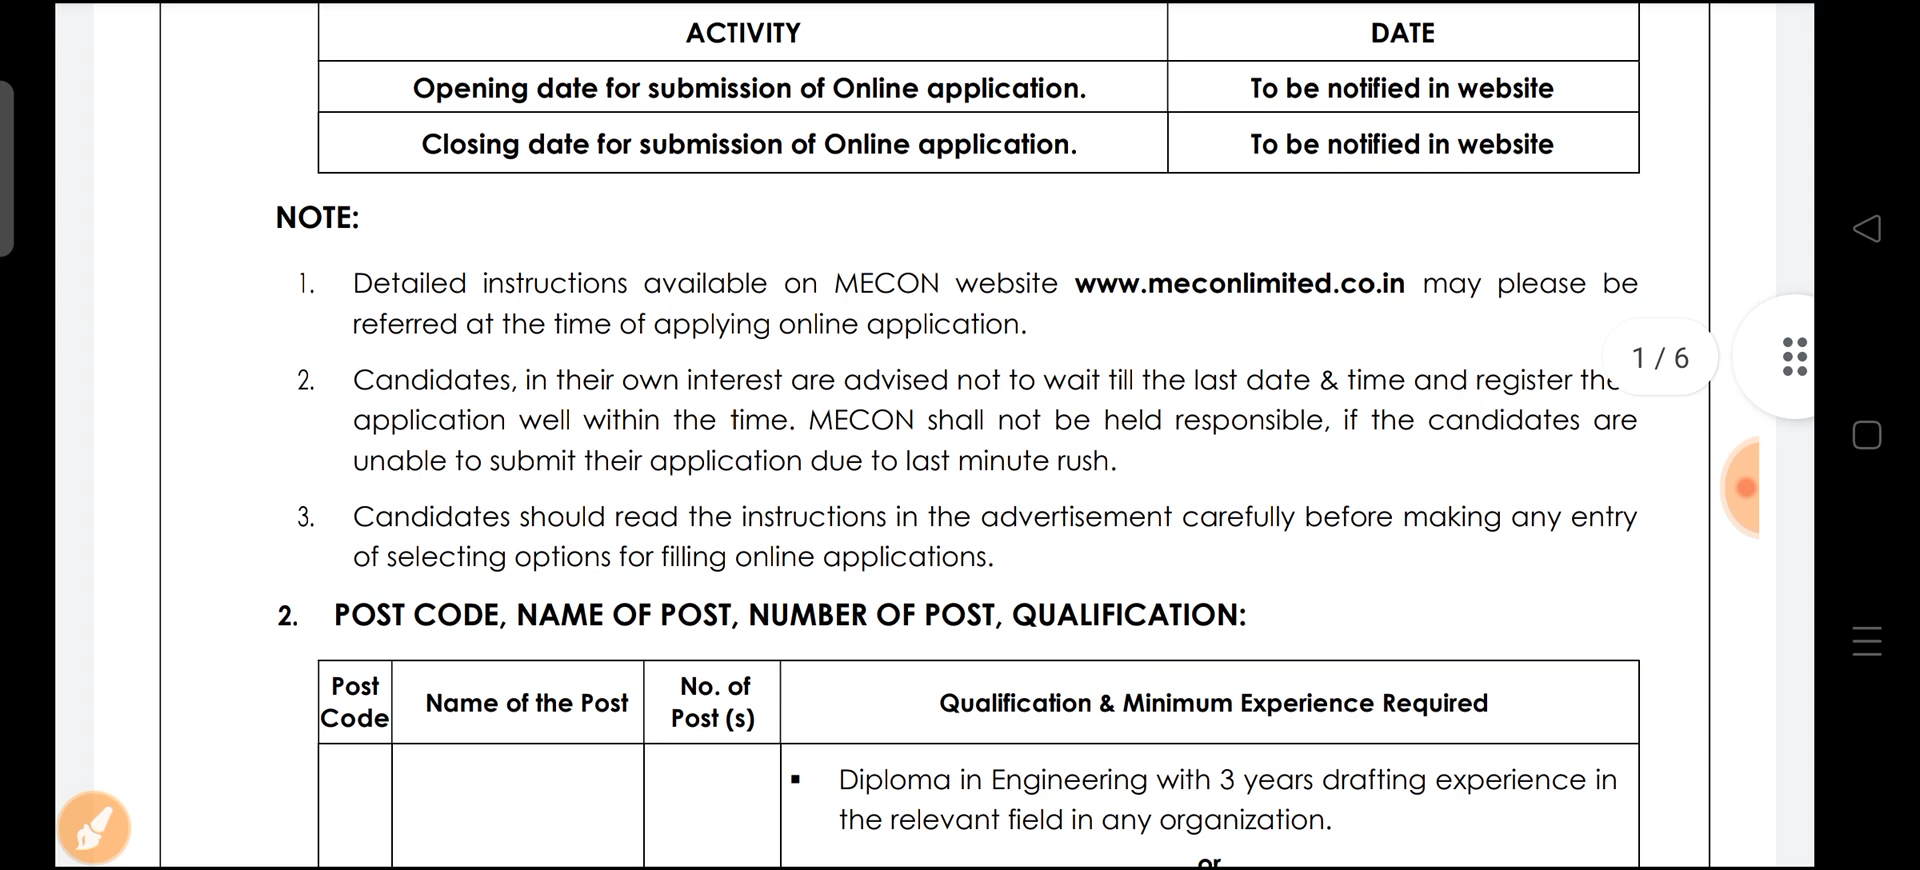 ACTIVITY DATE
Opening date for submission of Online application. To be notified in website
Closing date for submission of Online application. To be notified in website
NOTE:
1. Detailed instructions available on MECON website www.meconlimited.co.in may please be
referred at the time of applying online application.
1 / 6
2. Candidates, in their own interest are advised not to wait till the last date & time and register the
application well within the time. MECON shall not be held responsible, if the candidates are
unable to submit their application due to last minute rush.
3. Candidates should read the instructions in the advertisement carefully before making any entry
of selecting options for filling online applications.
2. POST CODE, NAME OF POST, NUMBER OF POST, QUALIFICATION:
Post Code Name of the Post No. of Post (s) Qualification & Minimum Experience Required
▪ Diploma in Engineering with 3 years drafting experience in
the relevant field in any organization.
or